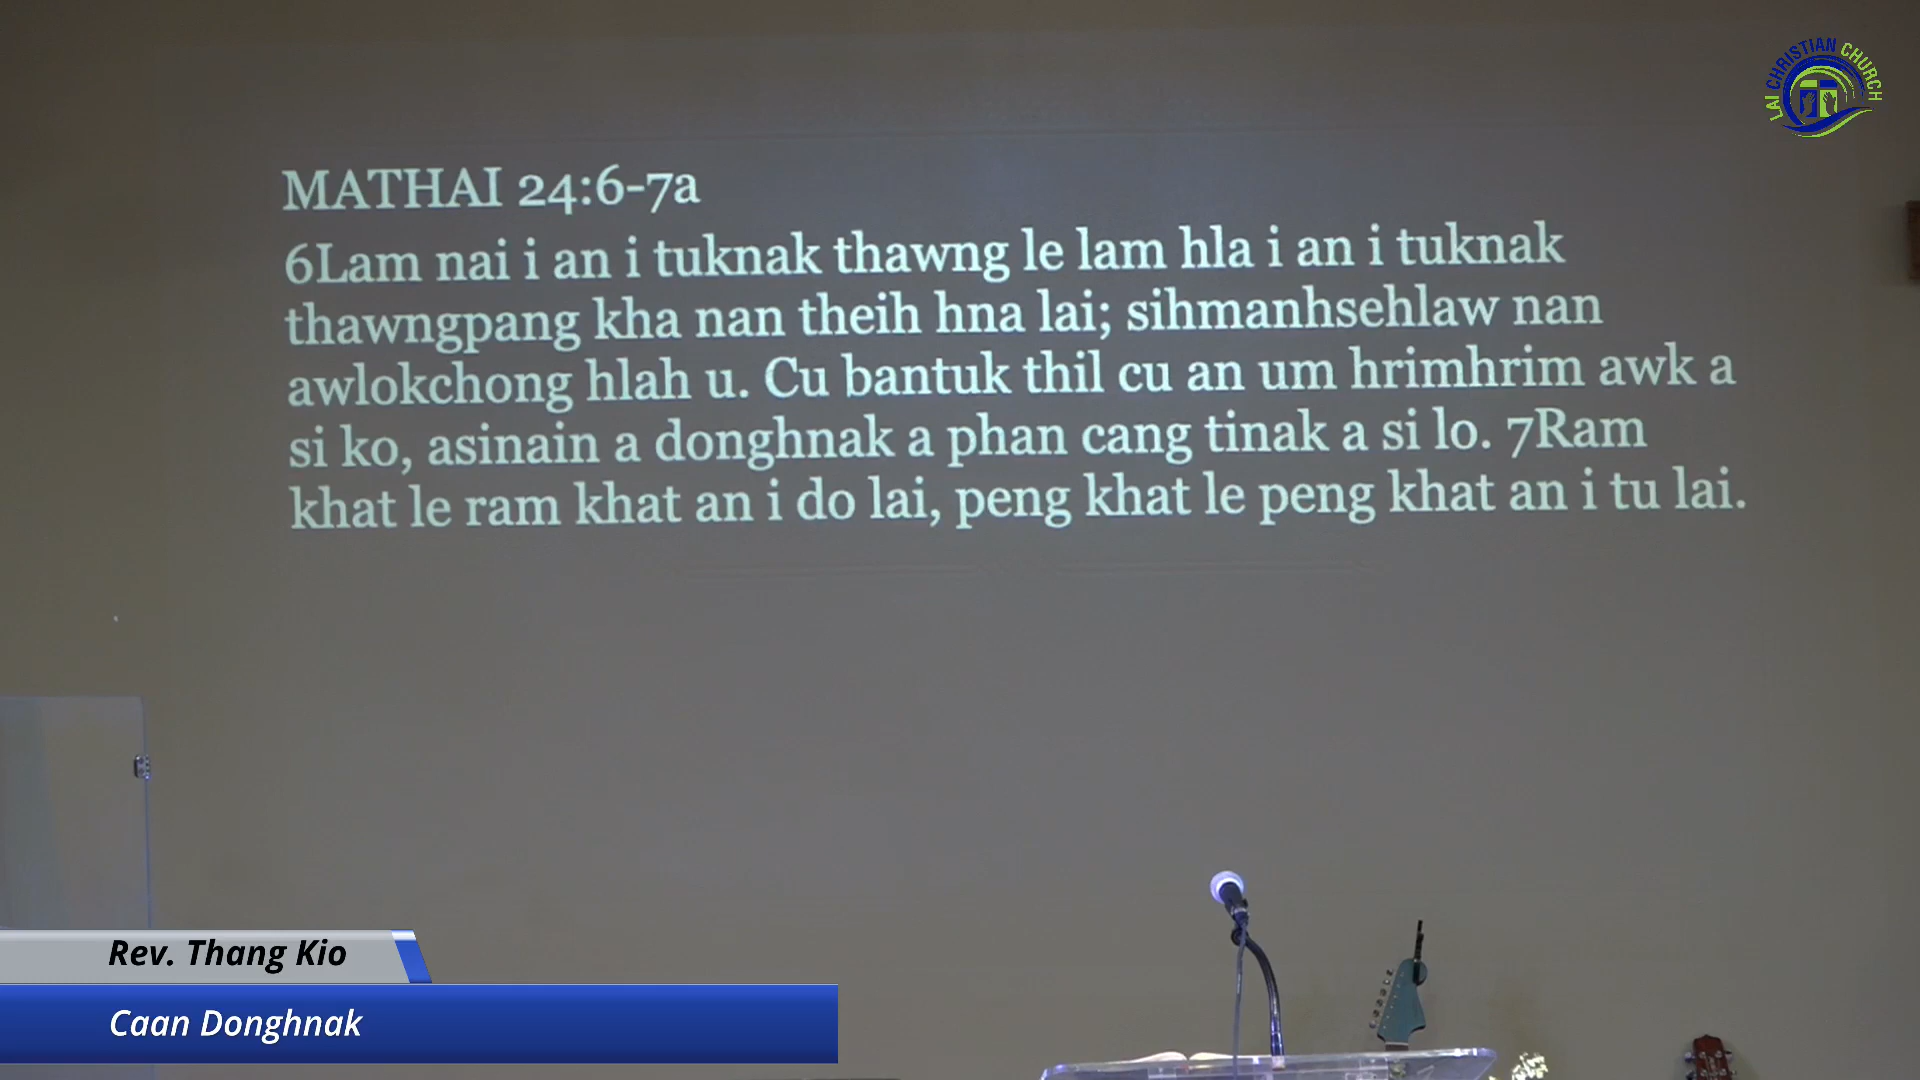 LAI CHRISTIAN CHURCH
MATHAI 24:6-7a
6Lam nai i an i tuknak thawng le lam hla i an i tuknak
thawngpang kha nan theih hna lai; sihmanhsehlaw nan
awlokchong hlah u. Cu bantuk thil cu an um hrimhrim awk a
si ko, asinain a donghnak a phan cang tinak a si lo. 7Ram
khat le ram khat an i do lai, peng khat le peng khat an i tu lai.
Rev. Thang Kio
Caan Donghnak